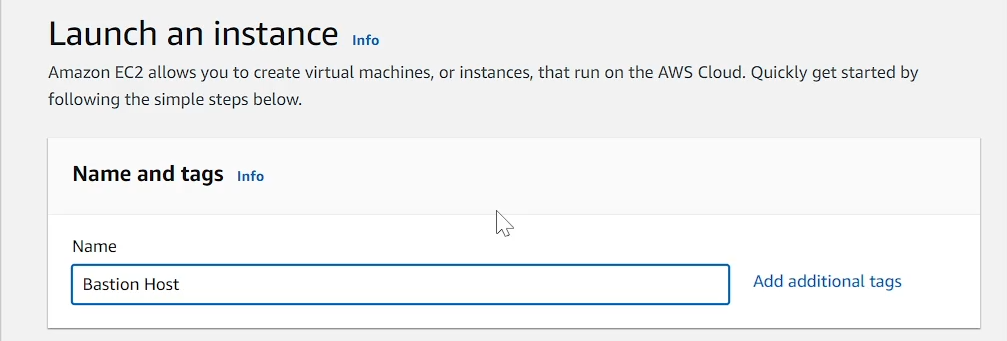 Launch an instance Info
Amazon EC2 allows you to create virtual machines, or instances, that run on the AWS Cloud. Quickly get started by
following the simple steps below.
Name and tags Info
Name
Bastion Host
Add additional tags